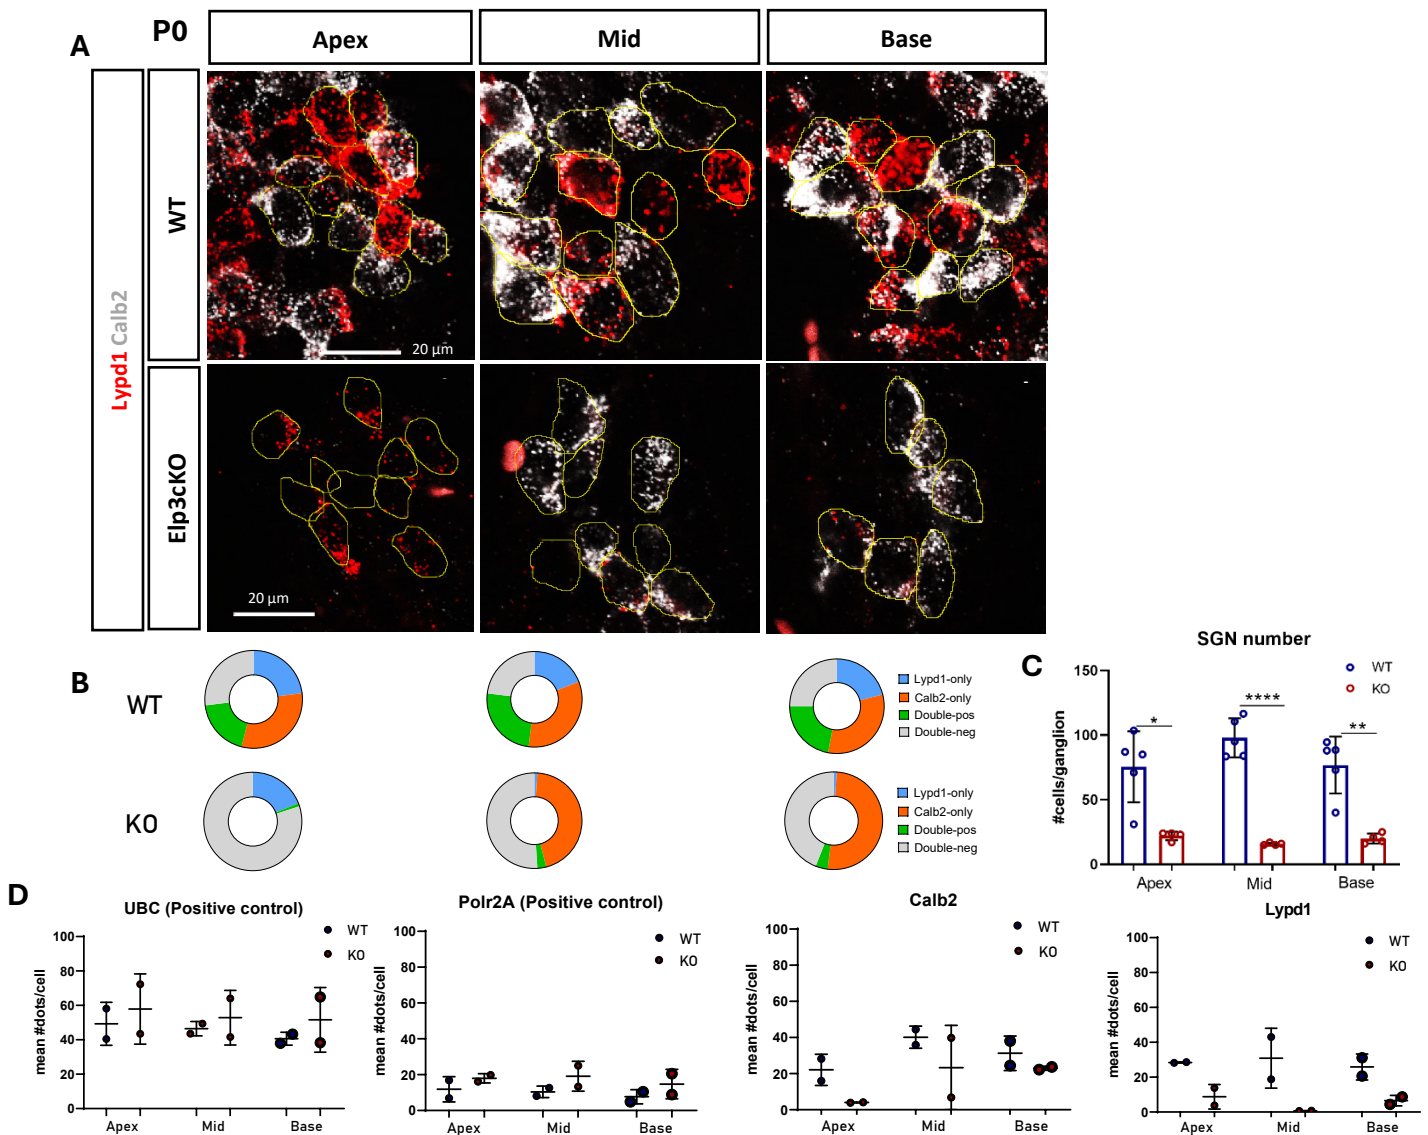 A
P0
Apex
Mid
Base
Lypd1 Calb2
WT
20 µm
Elp3cKO
20 µm
B
WT
Lypd1-only
Calb2-only
Double-pos
Double-neg
KO
Lypd1-only
Calb2-only
Double-pos
Double-neg
C
SGN number
WT
KO
#cells/ganglion
150
100
50
0
*
****
**
Apex
Mid
Base
D
UBC (Positive control)
WT
KO
mean #dots/cell
100
80
60
40
20
0
Apex
Mid
Base
Polr2A (Positive control)
WT
KO
mean #dots/cell
100
80
60
40
20
0
Apex
Mid
Base
Calb2
WT
KO
mean #dots/cell
100
80
60
40
20
0
Apex
Mid
Base
Lypd1
WT
KO
mean #dots/cell
100
80
60
40
20
0
Apex
Mid
Base